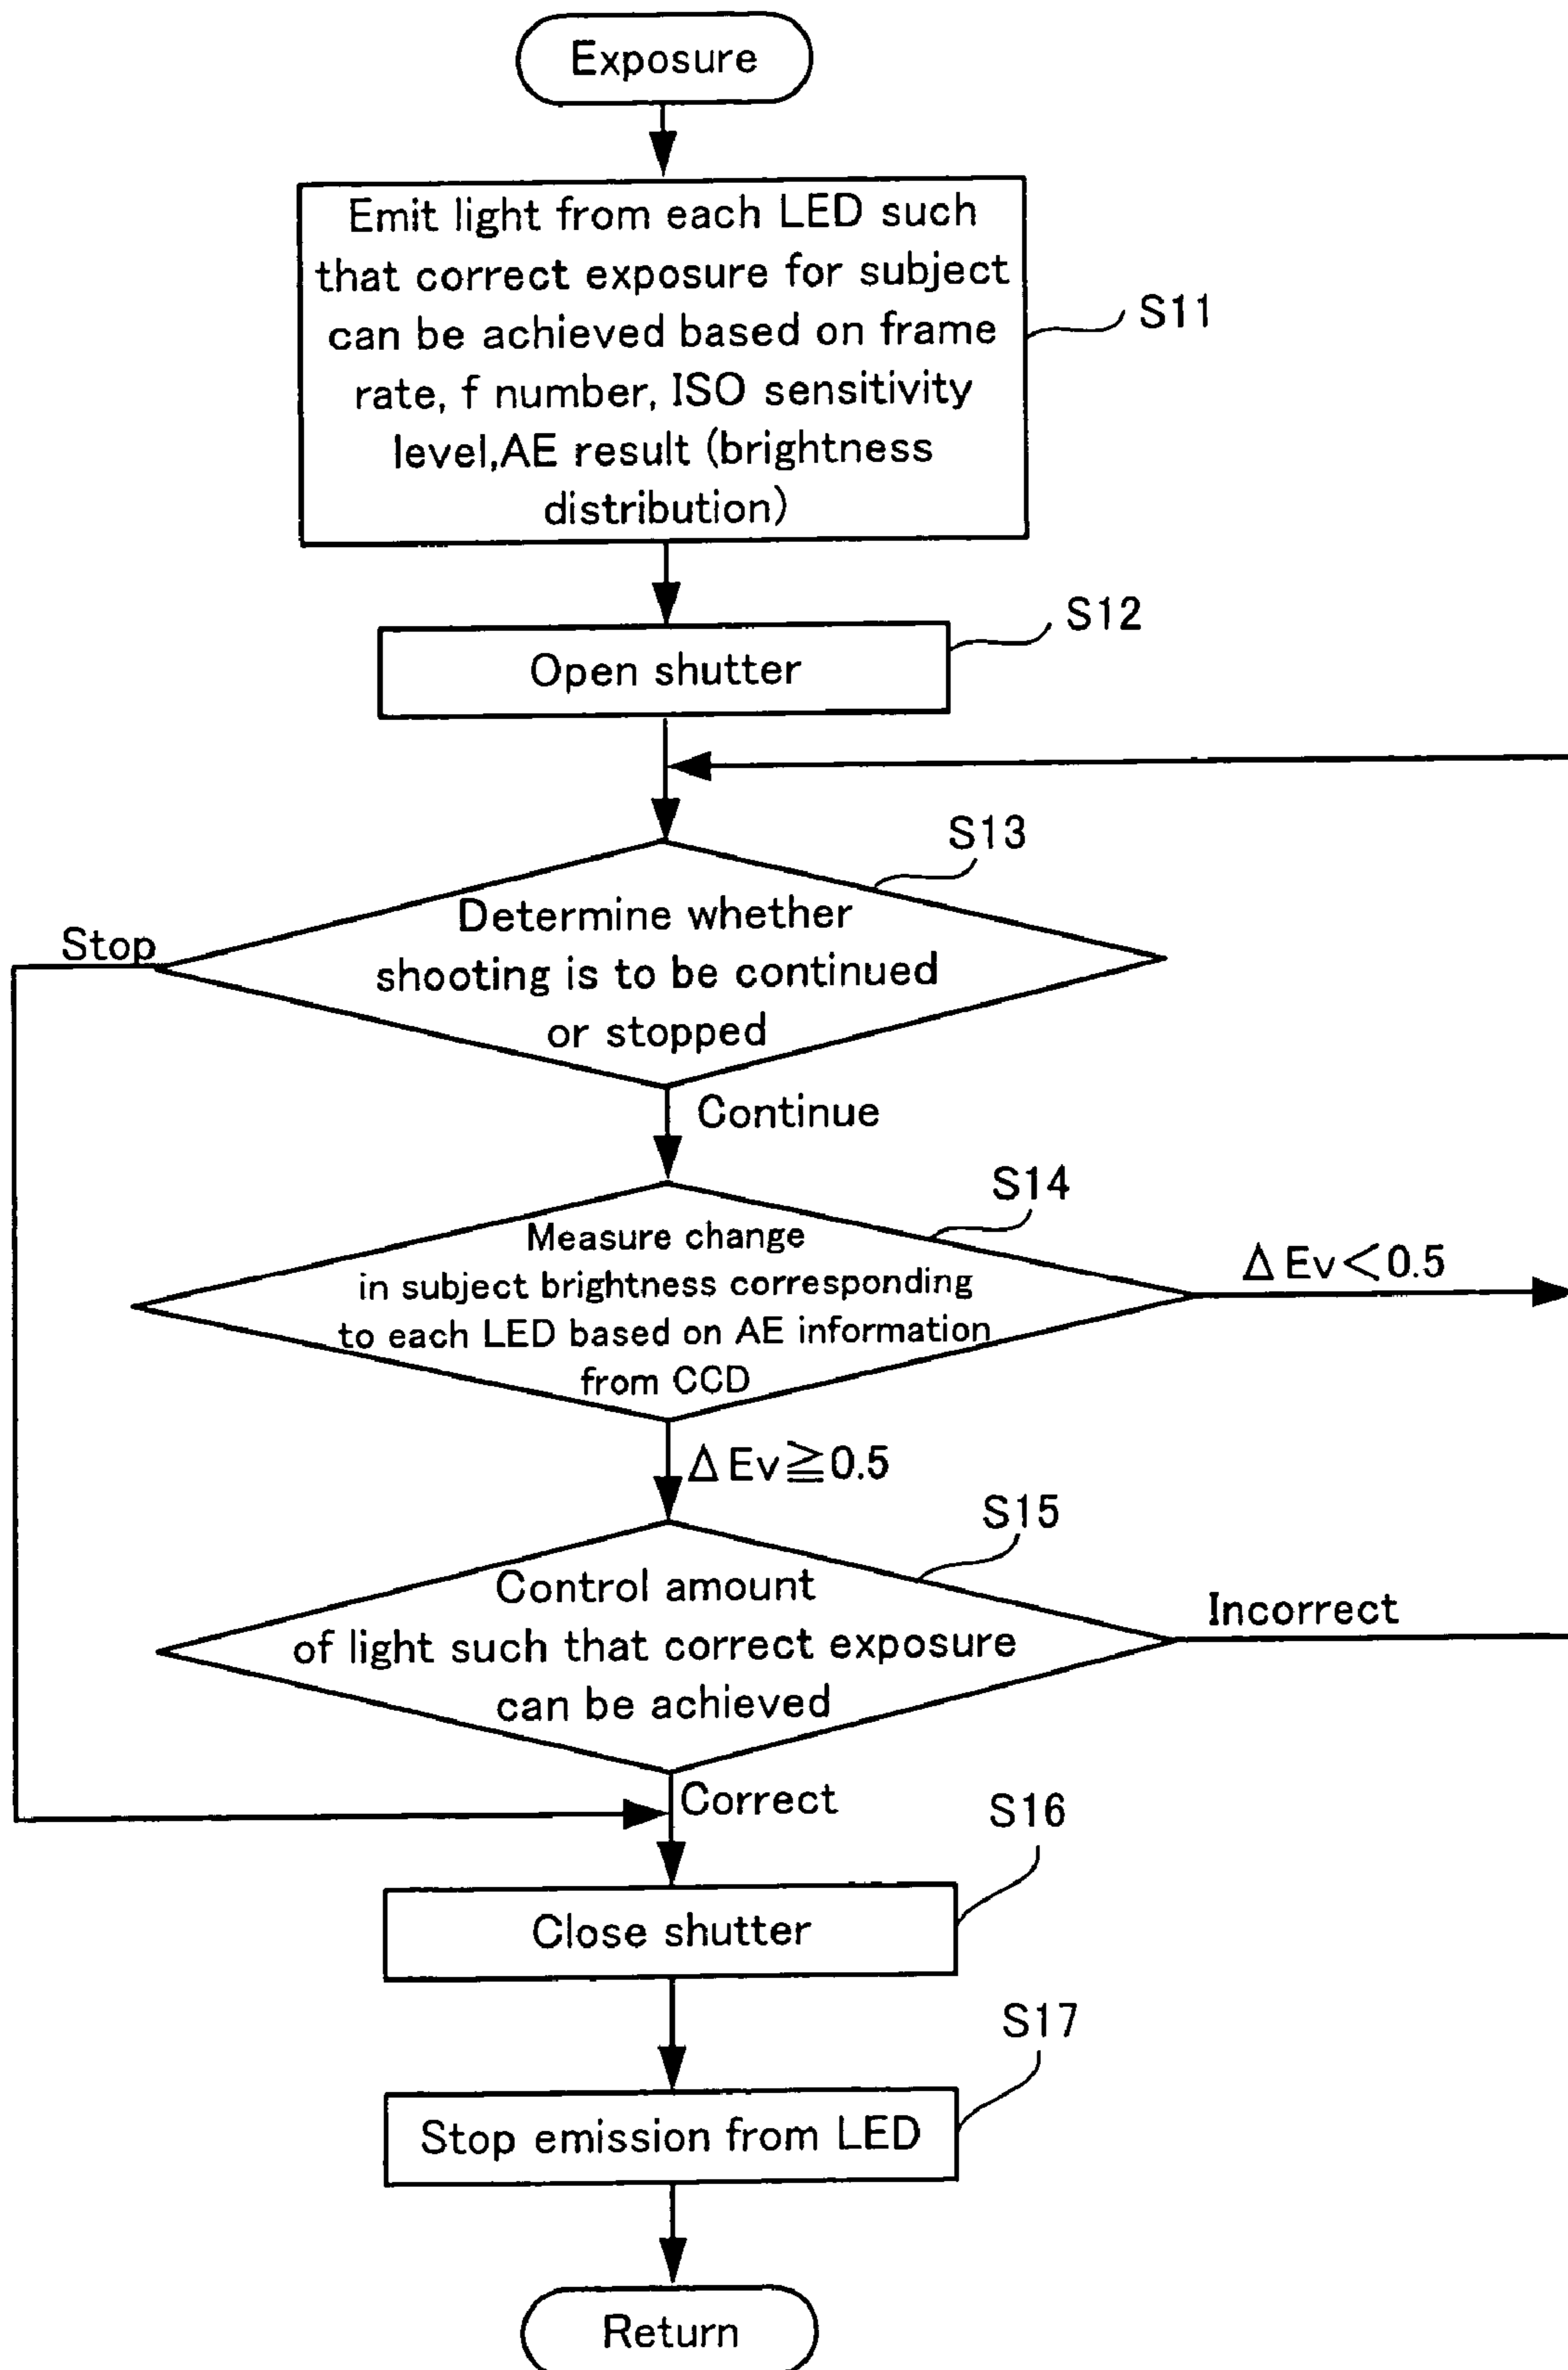 Exposure
Emit light from each LED such
that correct exposure for subject
can be achieved based on frame
rate, f number, ISO sensitivity
level,AE result (brightness
distribution)
S11
S12
Open shutter
S13
Determine whether
shooting is to be continued
or stopped
Stop
Continue
S14
Measure change
in subject brightness corresponding
to each LED based on AE information
from CCD
Δ Ev<0.5
Δ Ev≧0.5
S15
Control amount
of light such that correct exposure
can be achieved
Incorrect
Correct
S16
Close shutter
S17
Stop emission from LED
Return